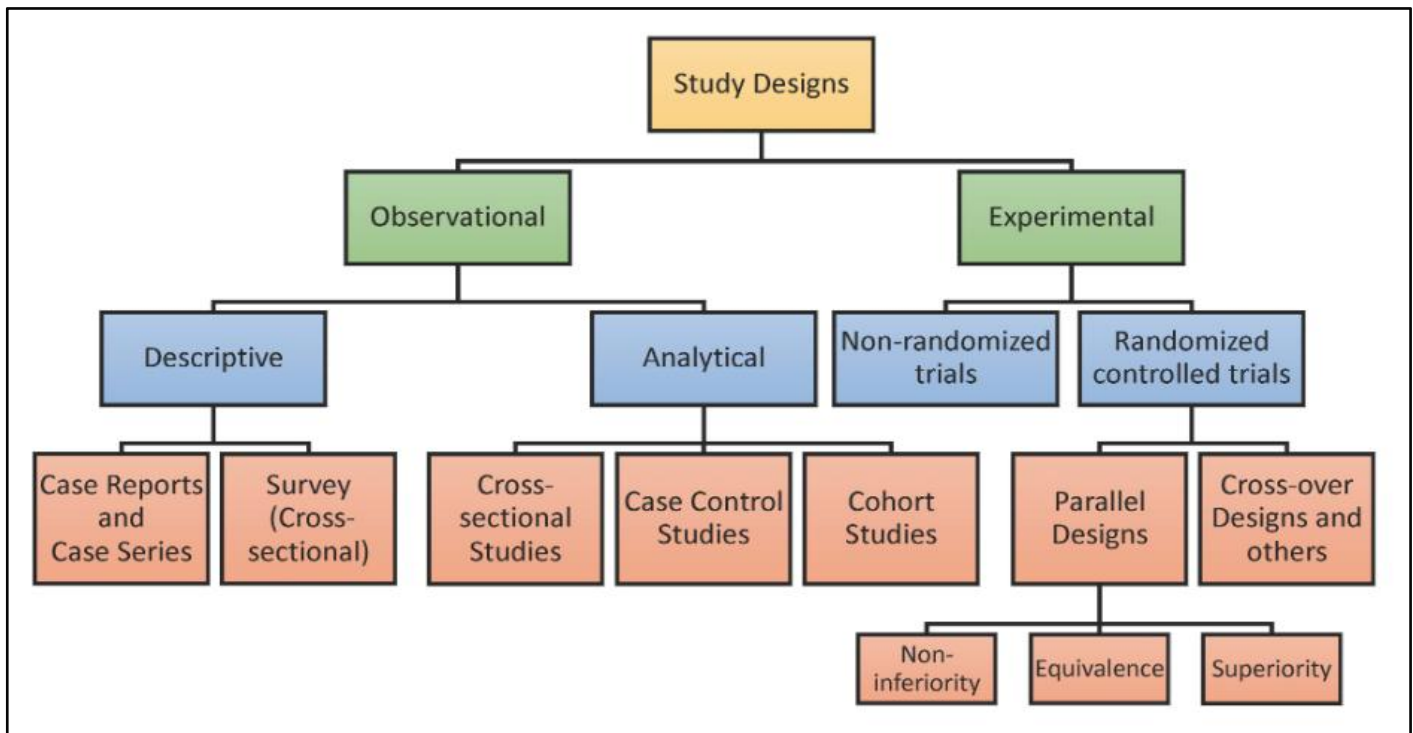 Study Designs
Observational
Experimental
Descriptive
Analytical
Non-randomized
trials
Randomized
controlled trials
Case Reports
and
Case Series
Survey
(Cross-
sectional)
Cross-
sectional
Studies
Case Control
Studies
Cohort
Studies
Parallel
Designs
Cross-over
Designs and
others
Non-
inferiority
Equivalence
Superiority